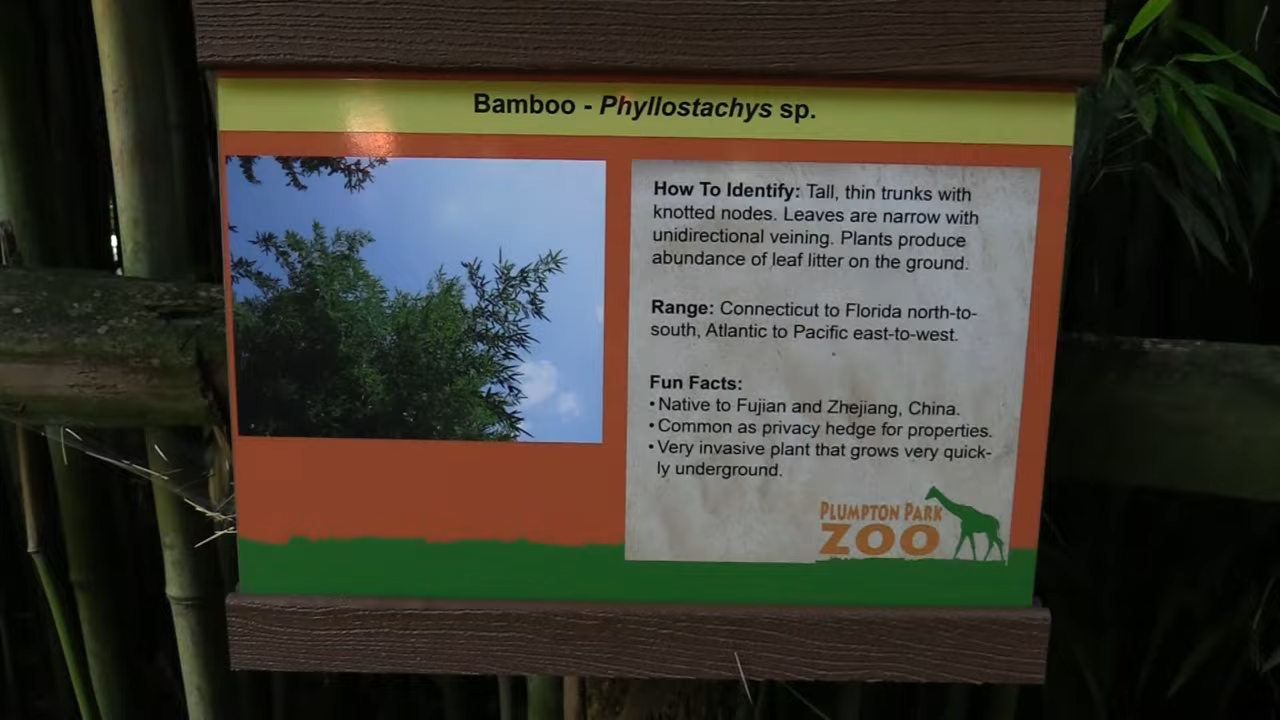 Bamboo - Phyllostachys sp.
How To Identify: Tall, thin trunks with
knotted nodes. Leaves are narrow with
unidirectional veining. Plants produce
abundance of leaf litter on the ground.
Range: Connecticut to Florida north-to-
south, Atlantic to Pacific east-to-west.
Fun Facts:
• Native to Fujian and Zhejiang, China.
• Common as privacy hedge for properties.
• Very invasive plant that grows very quick-
ly underground.
PLUMPTON PARK
ZOO